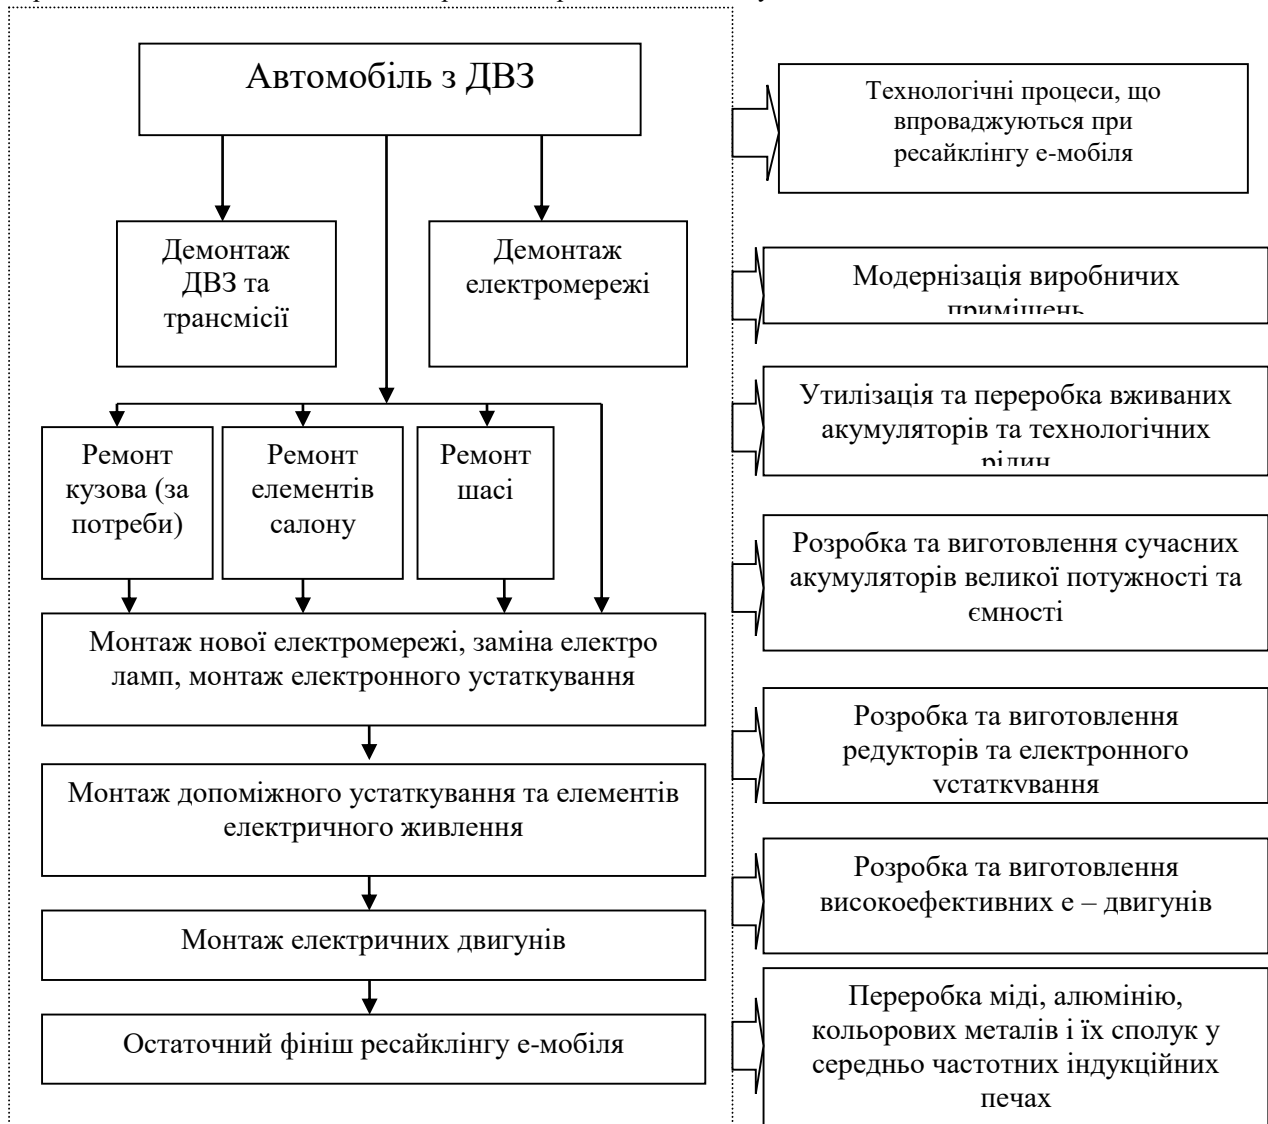 Автомобіль з ДВЗ
Демонтаж
ДВЗ та
трансмісії
Демонтаж
електромережі
Ремонт
кузова (за
потреби)
Ремонт
елементів
салону
Ремонт
шасі
Монтаж нової електромережі, заміна електро
ламп, монтаж електронного устаткування
Монтаж допоміжного устаткування та елементів
електричного живлення
Монтаж електричних двигунів
Остаточний фініш ресайклінгу е-мобіля
Технологічні процеси, що
впроваджуються при
ресайклінгу е-мобіля
Модернізація виробничих
приміщень
Утилізація та переробка вживаних
акумуляторів та технологічних
рідин
Розробка та виготовлення сучасних
акумуляторів великої потужності та
ємності
Розробка та виготовлення
редукторів та електронного
устаткування
Розробка та виготовлення
високоефективних е – двигунів
Переробка міді, алюмінію,
кольорових металів і їх сполук у
середньо частотних індукційних
печах